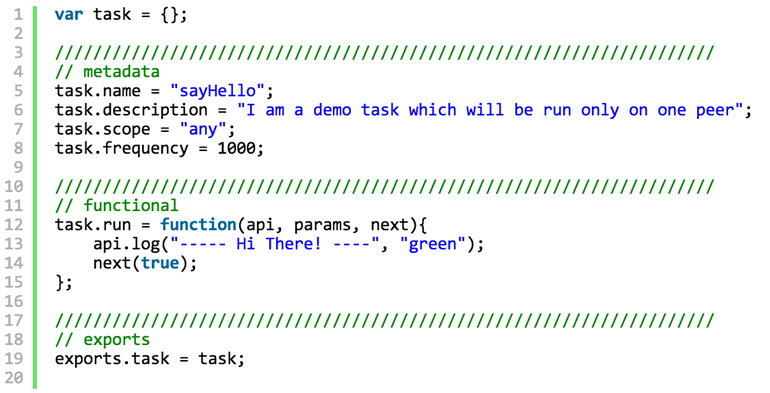 1 var task = {};
2
3 /////////////////////////////////////////////////////////////////////
4 // metadata
5 task.name = "sayHello";
6 task.description = "I am a demo task which will be run only on one peer";
7 task.scope = "any";
8 task.frequency = 1000;
9
10 /////////////////////////////////////////////////////////////////////
11 // functional
12 task.run = function(api, params, next){
13     api.log("----- Hi There! ----", "green");
14     next(true);
15 };
16
17 /////////////////////////////////////////////////////////////////////
18 // exports
19 exports.task = task;
20